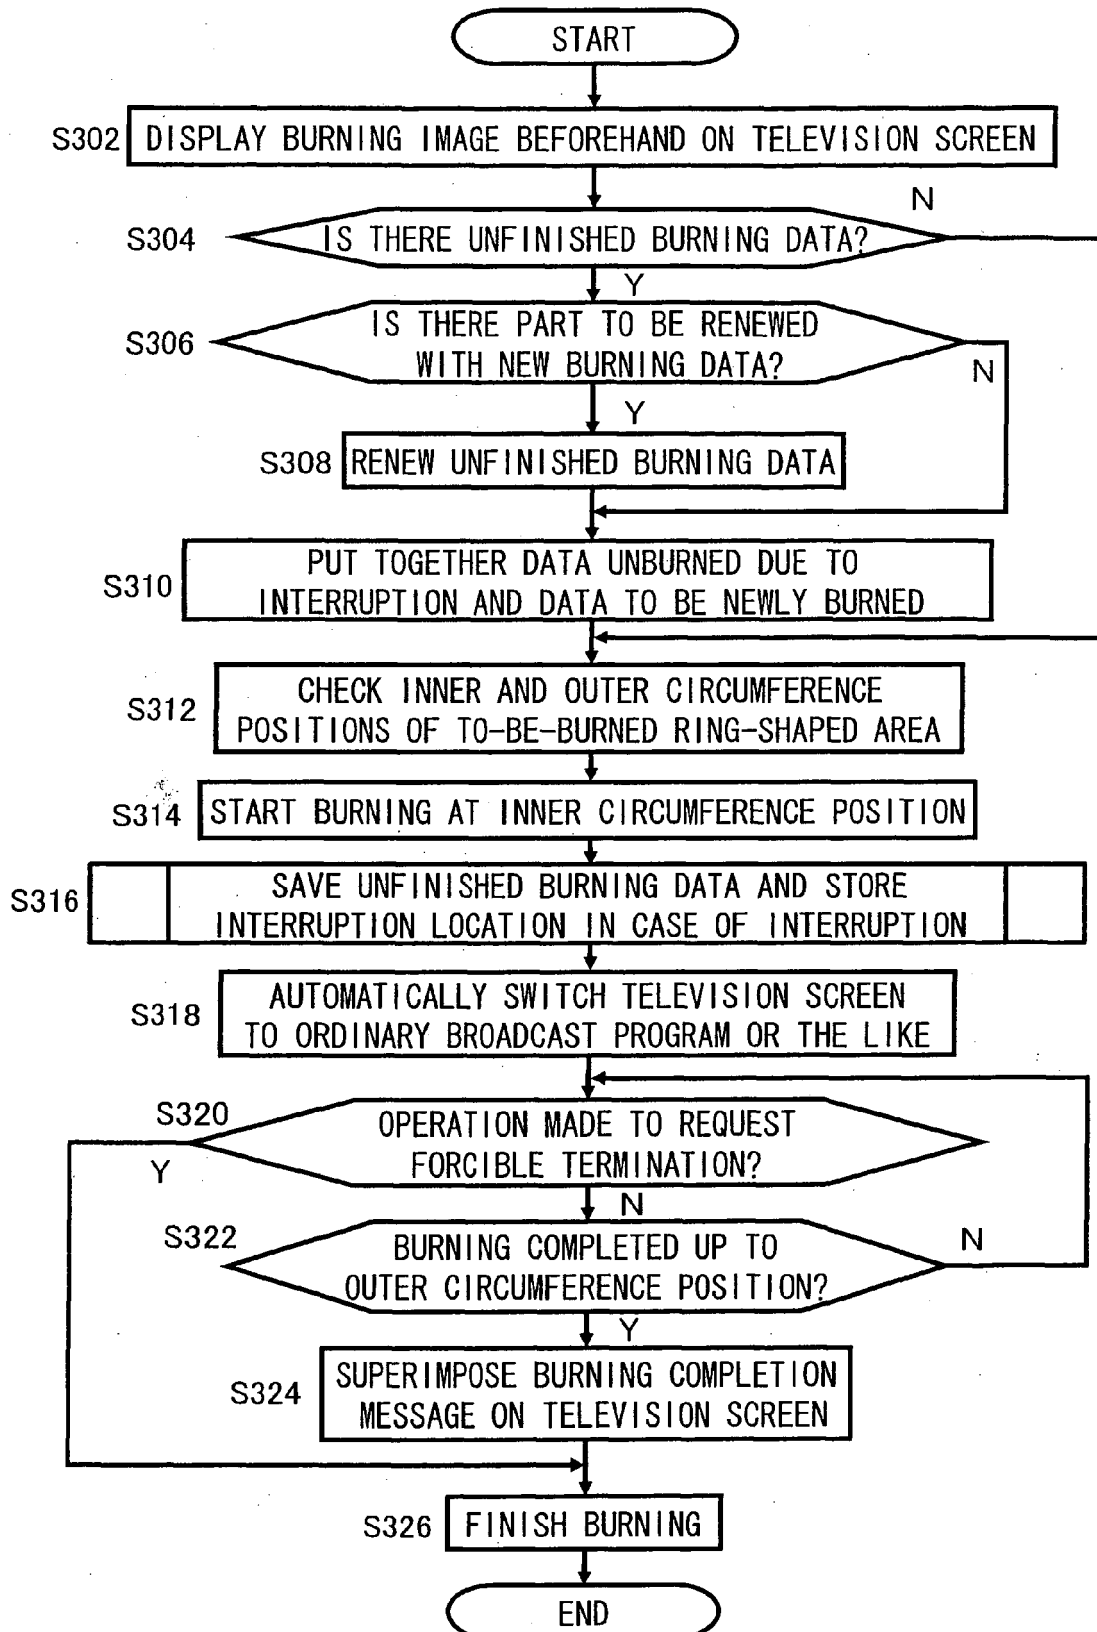 START
S302
DISPLAY BURNING IMAGE BEFOREHAND ON TELEVISION SCREEN
N
S304
IS THERE UNFINISHED BURNING DATA?
Y
S306
IS THERE PART TO BE RENEWED
WITH NEW BURNING DATA?
N
Y
S308
RENEW UNFINISHED BURNING DATA
S310
PUT TOGETHER DATA UNBURNED DUE TO
INTERRUPTION AND DATA TO BE NEWLY BURNED
S312
CHECK INNER AND OUTER CIRCUMFERENCE
POSITIONS OF TO-BE-BURNED RING-SHAPED AREA
S314
START BURNING AT INNER CIRCUMFERENCE POSITION
S316
SAVE UNFINISHED BURNING DATA AND STORE
INTERRUPTION LOCATION IN CASE OF INTERRUPTION
S318
AUTOMATICALLY SWITCH TELEVISION SCREEN
TO ORDINARY BROADCAST PROGRAM OR THE LIKE
S320
OPERATION MADE TO REQUEST
FORCIBLE TERMINATION?
Y
N
S322
BURNING COMPLETED UP TO
OUTER CIRCUMFERENCE POSITION?
N
Y
S324
SUPERIMPOSE BURNING COMPLETION
MESSAGE ON TELEVISION SCREEN
S326
FINISH BURNING
END